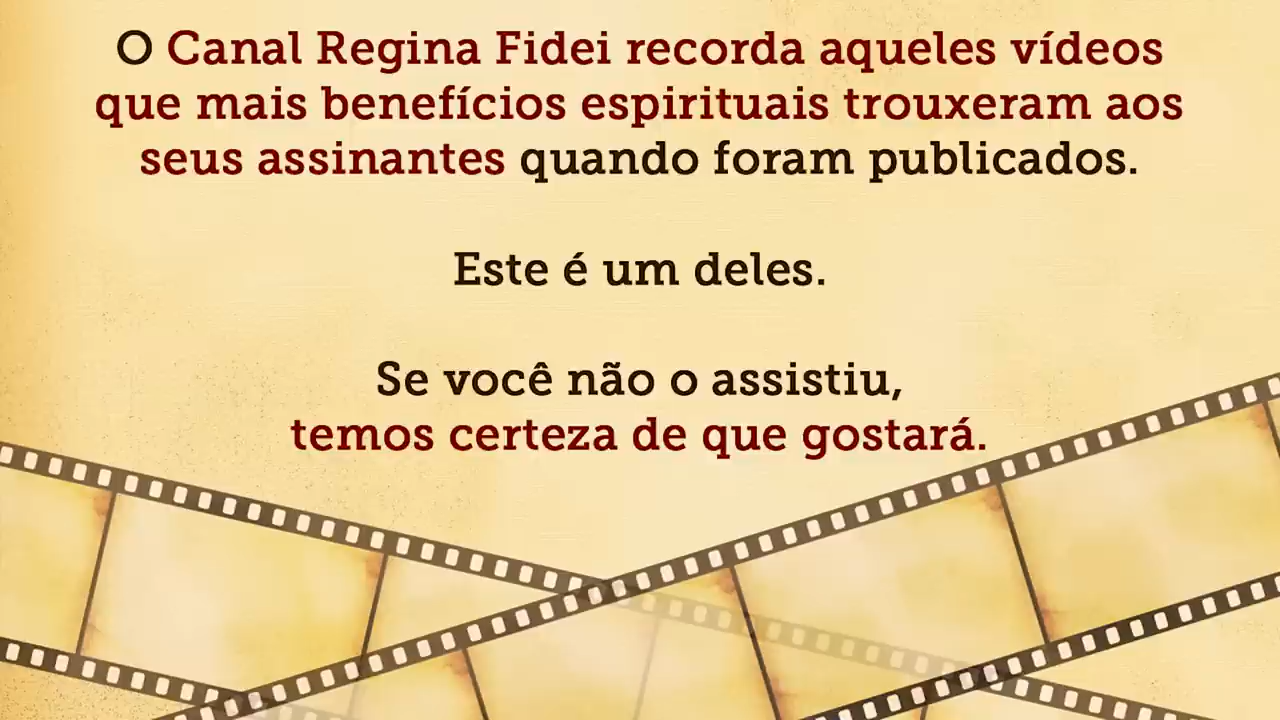 O Canal Regina Fidei recorda aqueles vídeos
que mais benefícios espirituais trouxeram aos
seus assinantes quando foram publicados.
Este é um deles.
Se você não o assistiu,
temos certeza de que gostará.